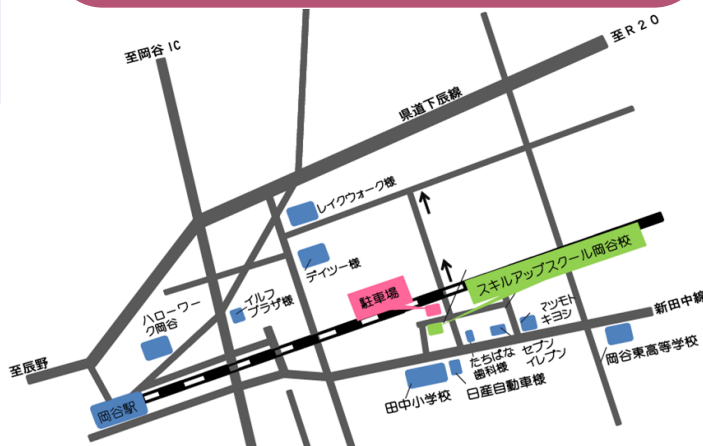 至岡谷IC
至R20
県道下辰線
レイクウォーク様
デイツー様
スキルアップスクール岡谷校
駐車場
イルフ
プラザ様
ハローワー
ク岡谷
マツモト
キヨシ
新田中線
セブン
イレブン
たちばな
歯科様
岡谷東高等学校
至辰野
日産自動車様
田中小学校
岡谷駅